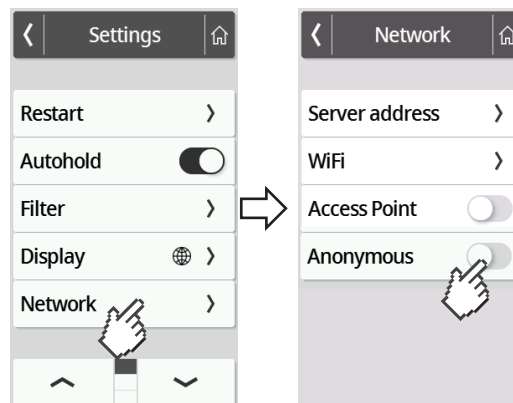 Settings
Restart
Autohold
Filter
Display
Network
Network
Server address
WiFi
Access Point
Anonymous